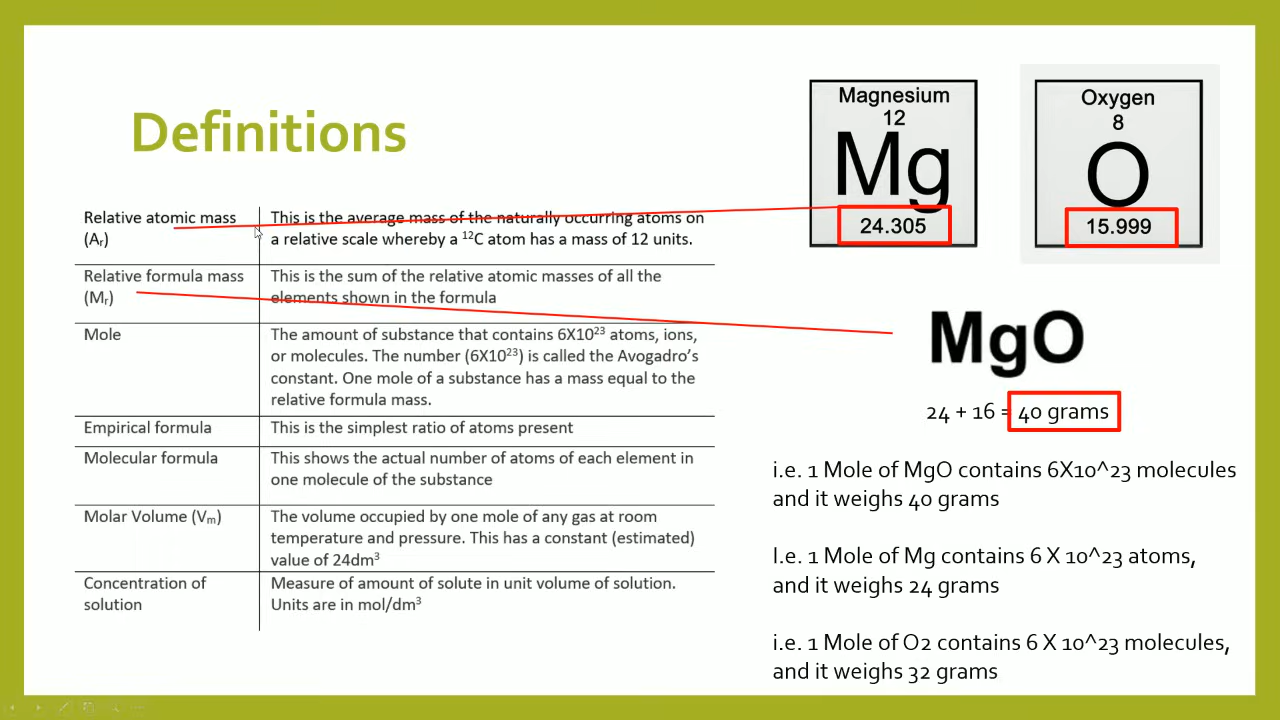 Definitions
Relative atomic mass
(Aᵣ)
This is the average mass of the naturally occurring atoms on
a relative scale whereby a ¹²C atom has a mass of 12 units.
Relative formula mass
(Mᵣ)
This is the sum of the relative atomic masses of all the
elements shown in the formula
Mole
The amount of substance that contains 6X10²³ atoms, ions,
or molecules. The number (6X10²³) is called the Avogadro's
constant. One mole of a substance has a mass equal to the
relative formula mass.
Empirical formula
This is the simplest ratio of atoms present
Molecular formula
This shows the actual number of atoms of each element in
one molecule of the substance
Molar Volume (Vₘ)
The volume occupied by one mole of any gas at room
temperature and pressure. This has a constant (estimated)
value of 24dm³
Concentration of
solution
Measure of amount of solute in unit volume of solution.
Units are in mol/dm³
Magnesium
12
Mg
24.305
Oxygen
8
O
15.999
MgO
24 + 16 = 40 grams
i.e. 1 Mole of MgO contains 6X10^23 molecules
and it weighs 40 grams
I.e. 1 Mole of Mg contains 6 X 10^23 atoms,
and it weighs 24 grams
i.e. 1 Mole of O2 contains 6 X 10^23 molecules,
and it weighs 32 grams